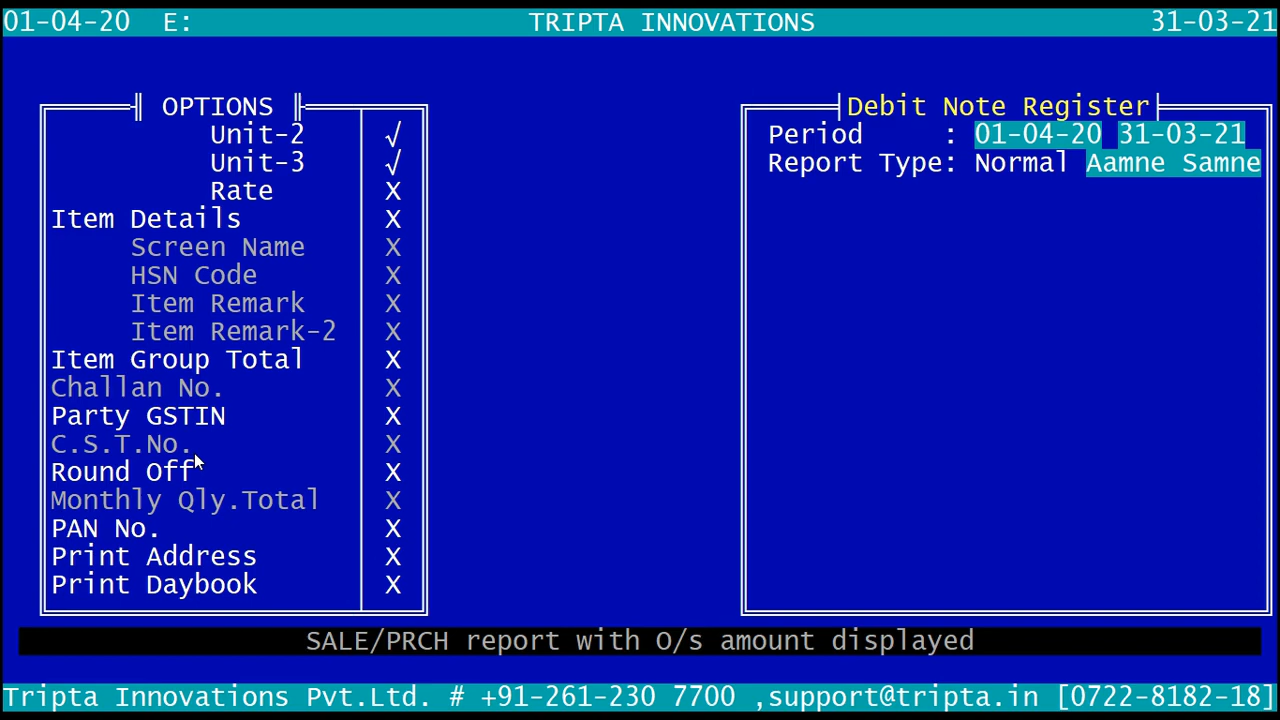 01-04-20 E: TRIPTA INNOVATIONS 31-03-21
OPTIONS
Unit-2 √
Unit-3 √
Rate X
Item Details X
Screen Name X
HSN Code X
Item Remark X
Item Remark-2 X
Item Group Total X
Challan No. X
Party GSTIN X
C.S.T.No. X
Round Off X
Monthly Qly.Total X
PAN No. X
Print Address X
Print Daybook X
Debit Note Register
Period : 01-04-20 31-03-21
Report Type: Normal Aamne Samne
SALE/PRCH report with O/s amount displayed
Tripta Innovations Pvt.Ltd. # +91-261-230 7700 ,support@tripta.in [0722-8182-18]